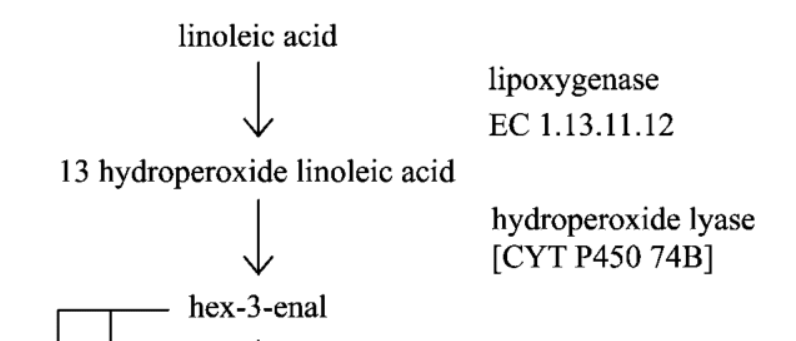 linoleic acid
lipoxygenase
EC 1.13.11.12
13 hydroperoxide linoleic acid
hydroperoxide lyase
[CYT P450 74B]
hex-3-enal